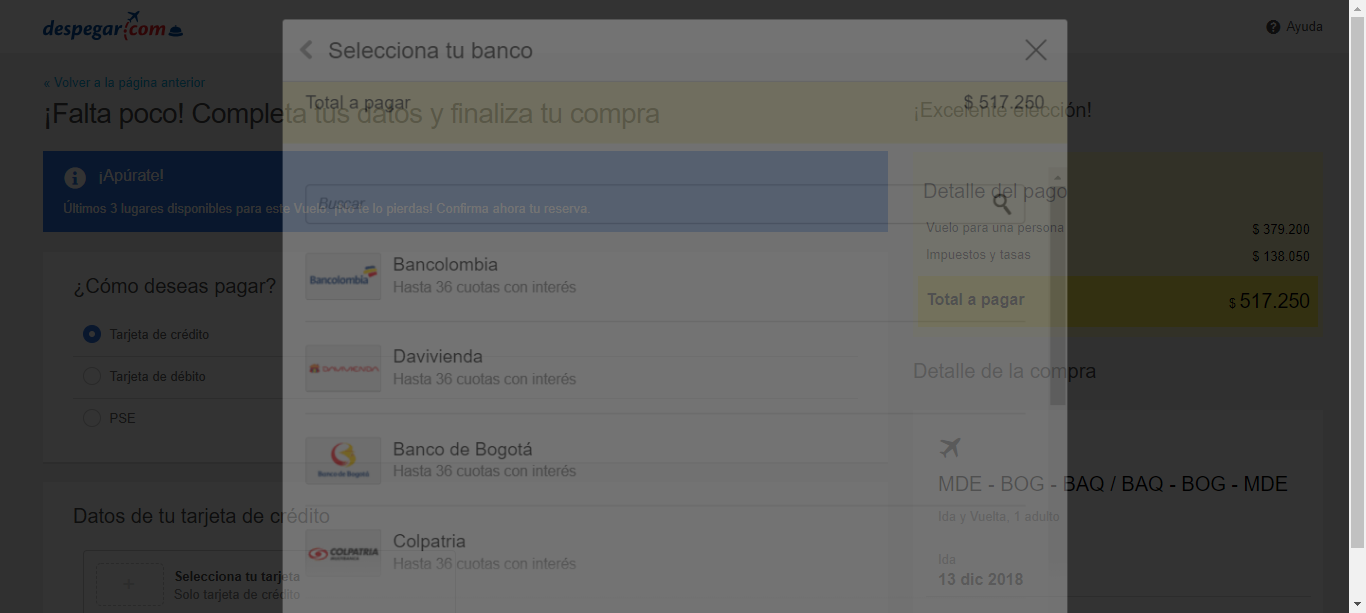 despegar.com
Ayuda
Selecciona tu banco
« Volver a la página anterior
¡Falta poco! Completa tus datos y finaliza tu compra
Total a pagar
$ 517.250
¡Excelente elección!
¡Apúrate!
Últimos 3 lugares disponibles para este Vuelo. ¡No te lo pierdas! Confirma ahora tu reserva.
Buscar
Detalle del pago
Vuelo para una persona
$ 379.200
Impuestos y tasas
$ 138.050
Total a pagar
$ 517.250
¿Cómo deseas pagar?
Tarjeta de crédito
Tarjeta de débito
PSE
Bancolombia
Bancolombia
Hasta 36 cuotas con interés
DAVIVIENDA
Davivienda
Hasta 36 cuotas con interés
Banco de Bogotá
Banco de Bogotá
Hasta 36 cuotas con interés
COLPATRIA
Colpatria
Hasta 36 cuotas con interés
Detalle de la compra
MDE - BOG - BAQ / BAQ - BOG - MDE
Ida y Vuelta, 1 adulto
Ida
13 dic 2018
Datos de tu tarjeta de crédito
Selecciona tu tarjeta
Solo tarjeta de crédito